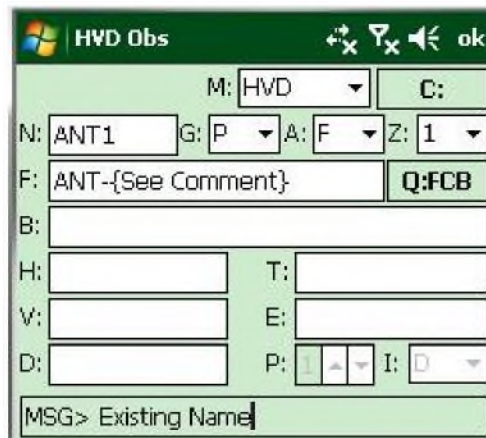 HVD Obs ok
M: HVD C:
N: ANT1 G: P A: F Z: 1
F: ANT-{See Comment} Q:FCB
B:
H: T:
V: E:
D: P: 1 I: D
MSG> Existing Name